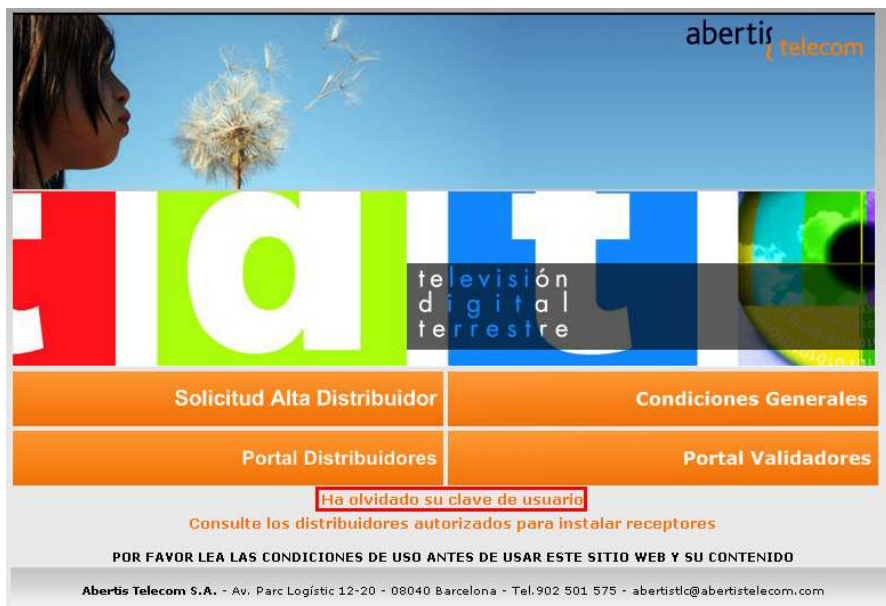 abertis telecom
tdt
televisión
digital
terrestre
Solicitud Alta Distribuidor
Condiciones Generales
Portal Distribuidores
Portal Validadores
Ha olvidado su clave de usuario
Consulte los distribuidores autorizados para instalar receptores
POR FAVOR LEA LAS CONDICIONES DE USO ANTES DE USAR ESTE SITIO WEB Y SU CONTENIDO
Abertis Telecom S.A. - Av. Parc Logístic 12-20 - 08040 Barcelona - Tel.902 501 575 - abertistlc@abertistelecom.com